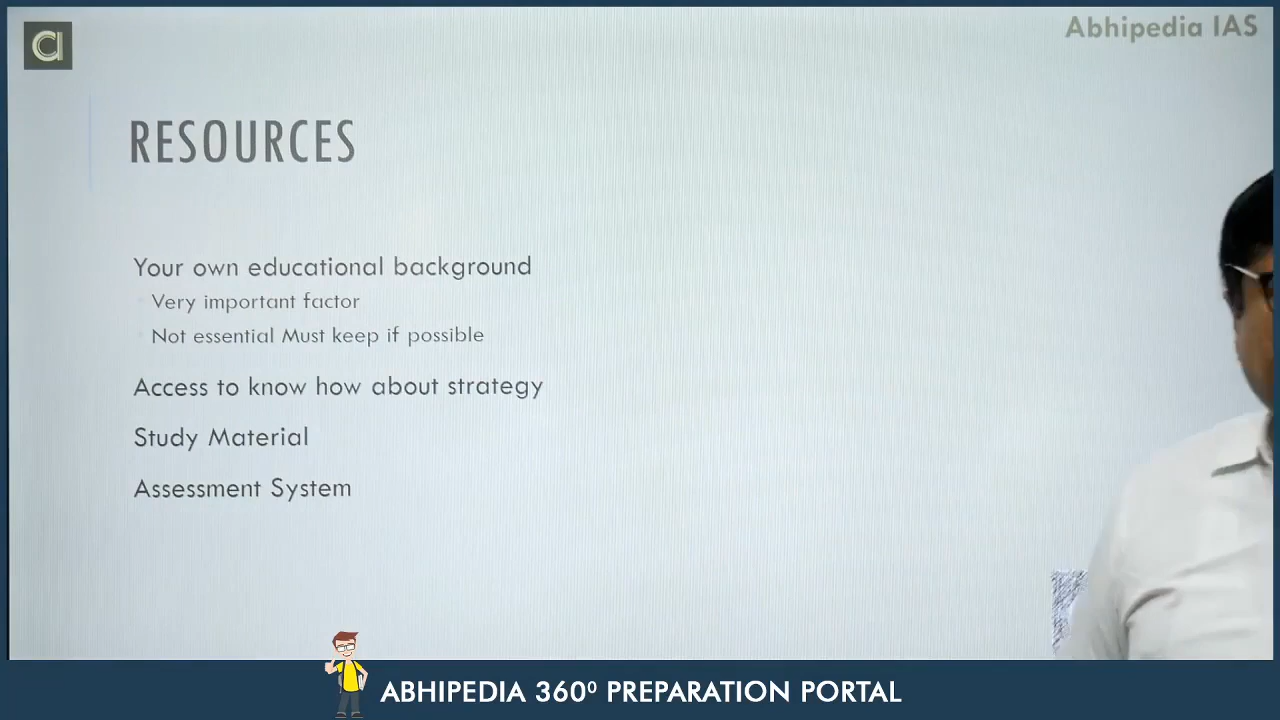 Abhipedia IAS
RESOURCES
Your own educational background
Very important factor
Not essential Must keep if possible
Access to know how about strategy
Study Material
Assessment System
ABHIPEDIA 360⁰ PREPARATION PORTAL